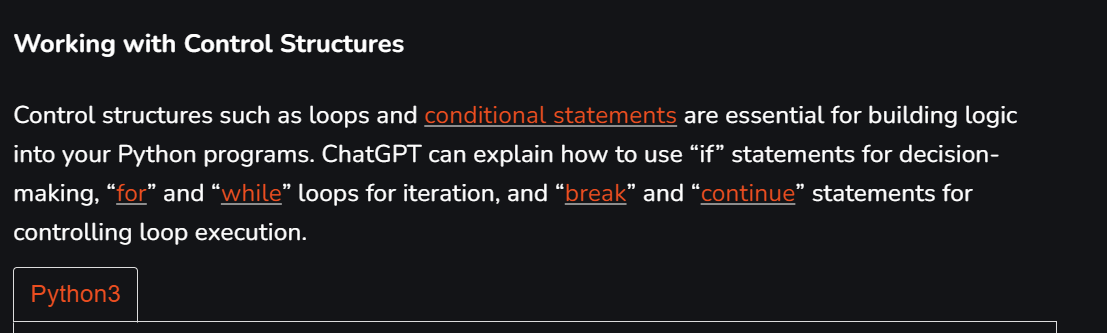 Working with Control Structures
Control structures such as loops and conditional statements are essential for building logic
into your Python programs. ChatGPT can explain how to use “if” statements for decision-
making, “for” and “while” loops for iteration, and “break” and “continue” statements for
controlling loop execution.
Python3